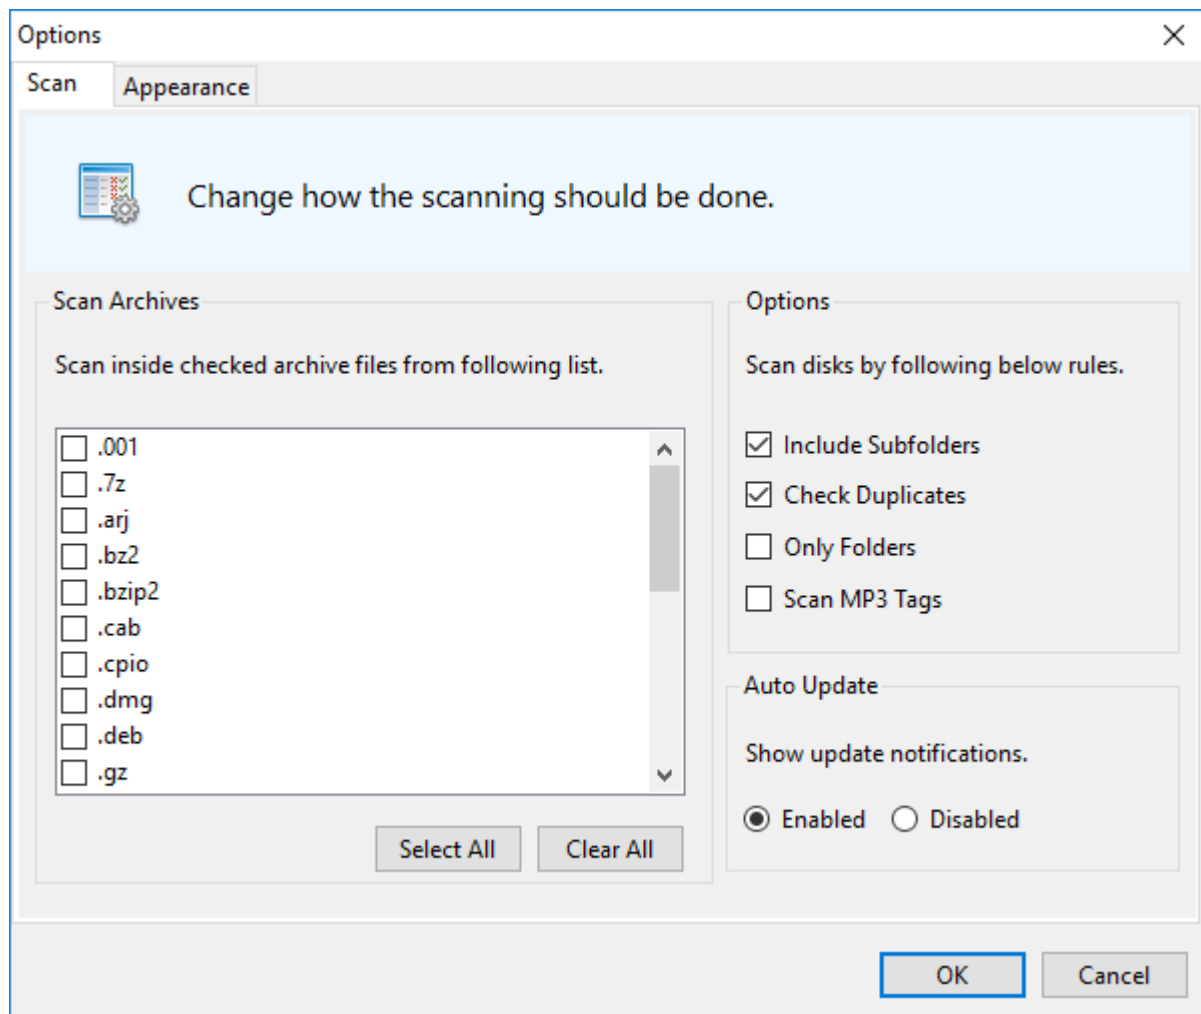 Options
Scan
Appearance
Change how the scanning should be done.
Scan Archives
Scan inside checked archive files from following list.
.001
.7z
.arj
.bz2
.bzip2
.cab
.cpio
.dmg
.deb
.gz
Select All
Clear All
Options
Scan disks by following below rules.
Include Subfolders
Check Duplicates
Only Folders
Scan MP3 Tags
Auto Update
Show update notifications.
Enabled
Disabled
OK
Cancel